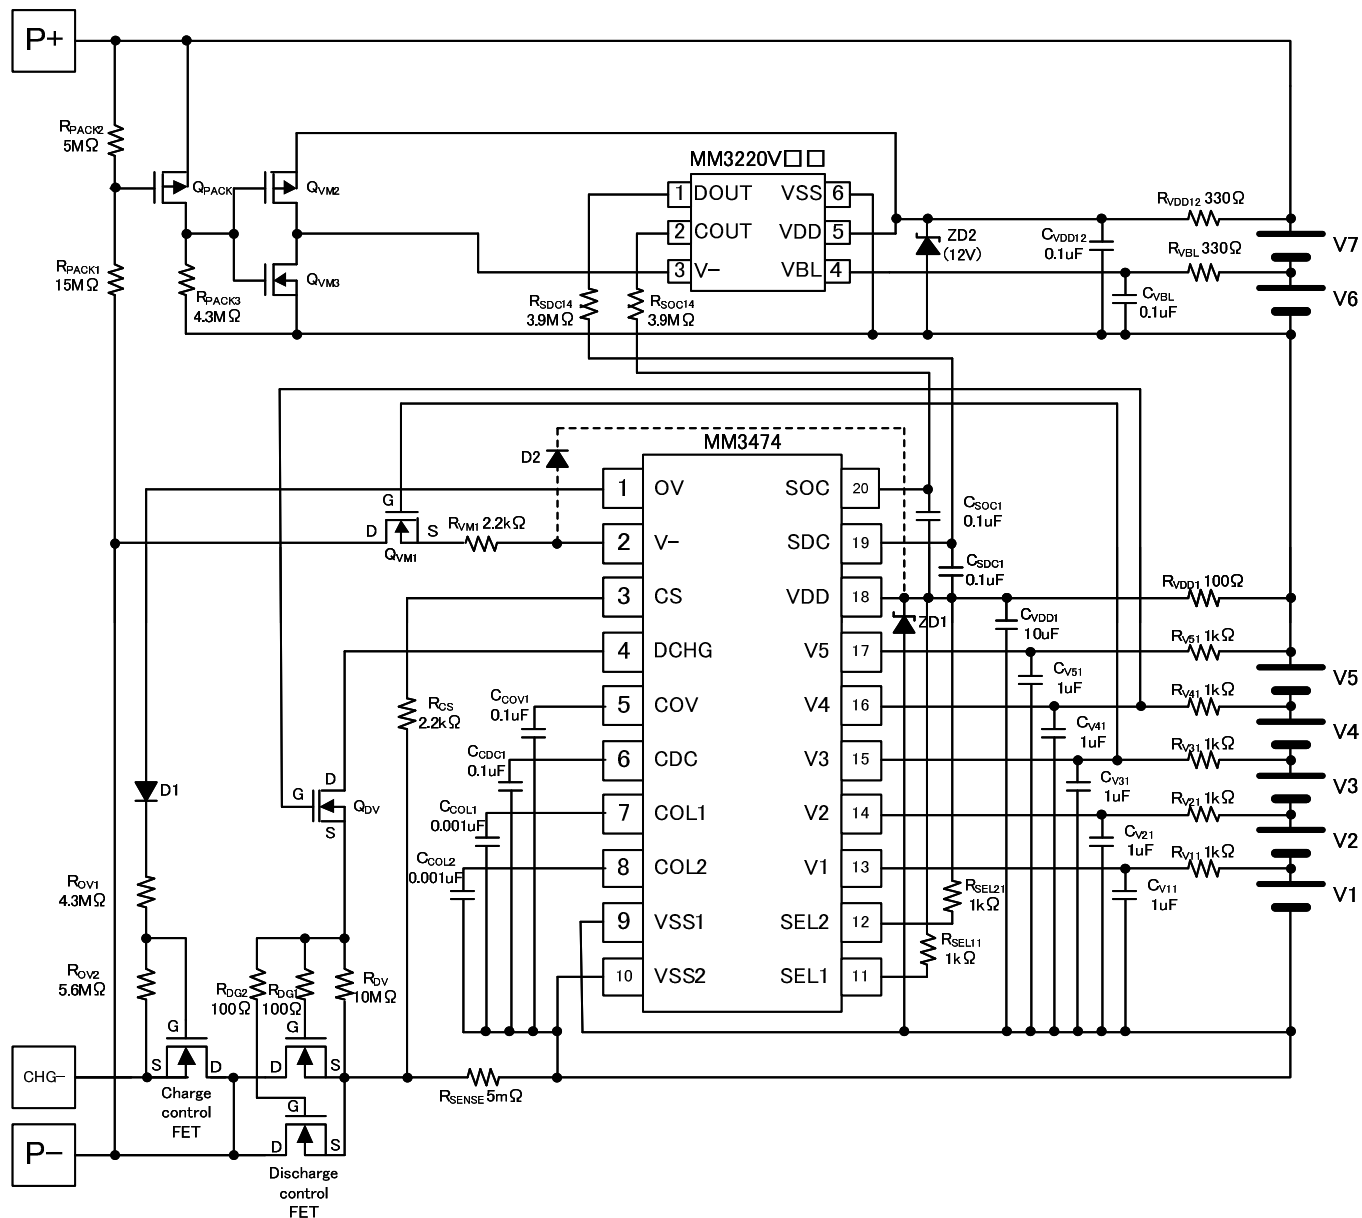 P+
RPACK2
5MΩ
QPACK
QVM2
RPACK1
15MΩ
RPACK3
4.3MΩ
QVM3
MM3220V□□
1 DOUT VSS 6
2 COUT VDD 5
3 V- VBL 4
RSDC14
3.9MΩ
RSOC14
3.9MΩ
ZD2
(12V)
CVDD12
0.1uF
RVDD12 330Ω
RVBL 330Ω
CVBL
0.1uF
V7
V6
MM3474
D2
1 OV SOC 20
2 V- SDC 19
3 CS VDD 18
4 DCHG V5 17
5 COV V4 16
6 CDC V3 15
7 COL1 V2 14
8 COL2 V1 13
9 VSS1 SEL2 12
10 VSS2 SEL1 11
G
D S
QVM1
RVM1 2.2kΩ
CSOC1
0.1uF
CSDC1
0.1uF
ZD1
CVDD1
10uF
RVDD1 100Ω
RV51 1kΩ
CV51
1uF
RV41 1kΩ
CV41
1uF
RV31 1kΩ
CV31
1uF
RV21 1kΩ
CV21
1uF
RV11 1kΩ
CV11
1uF
V5
V4
V3
V2
V1
RCS
2.2kΩ
CCOV1
0.1uF
CCDC1
0.1uF
CCOL1
0.001uF
CCOL2
0.001uF
D1
D
G
QDV
S
ROV1
4.3MΩ
ROV2
5.6MΩ
RDG2
100Ω
RDG1
100Ω
RDV
10MΩ
RSEL21
1kΩ
RSEL11
1kΩ
CHG-
G
S D
Charge
control
FET
G
D S
RSENSE 5mΩ
P-
G
D S
Discharge
control
FET